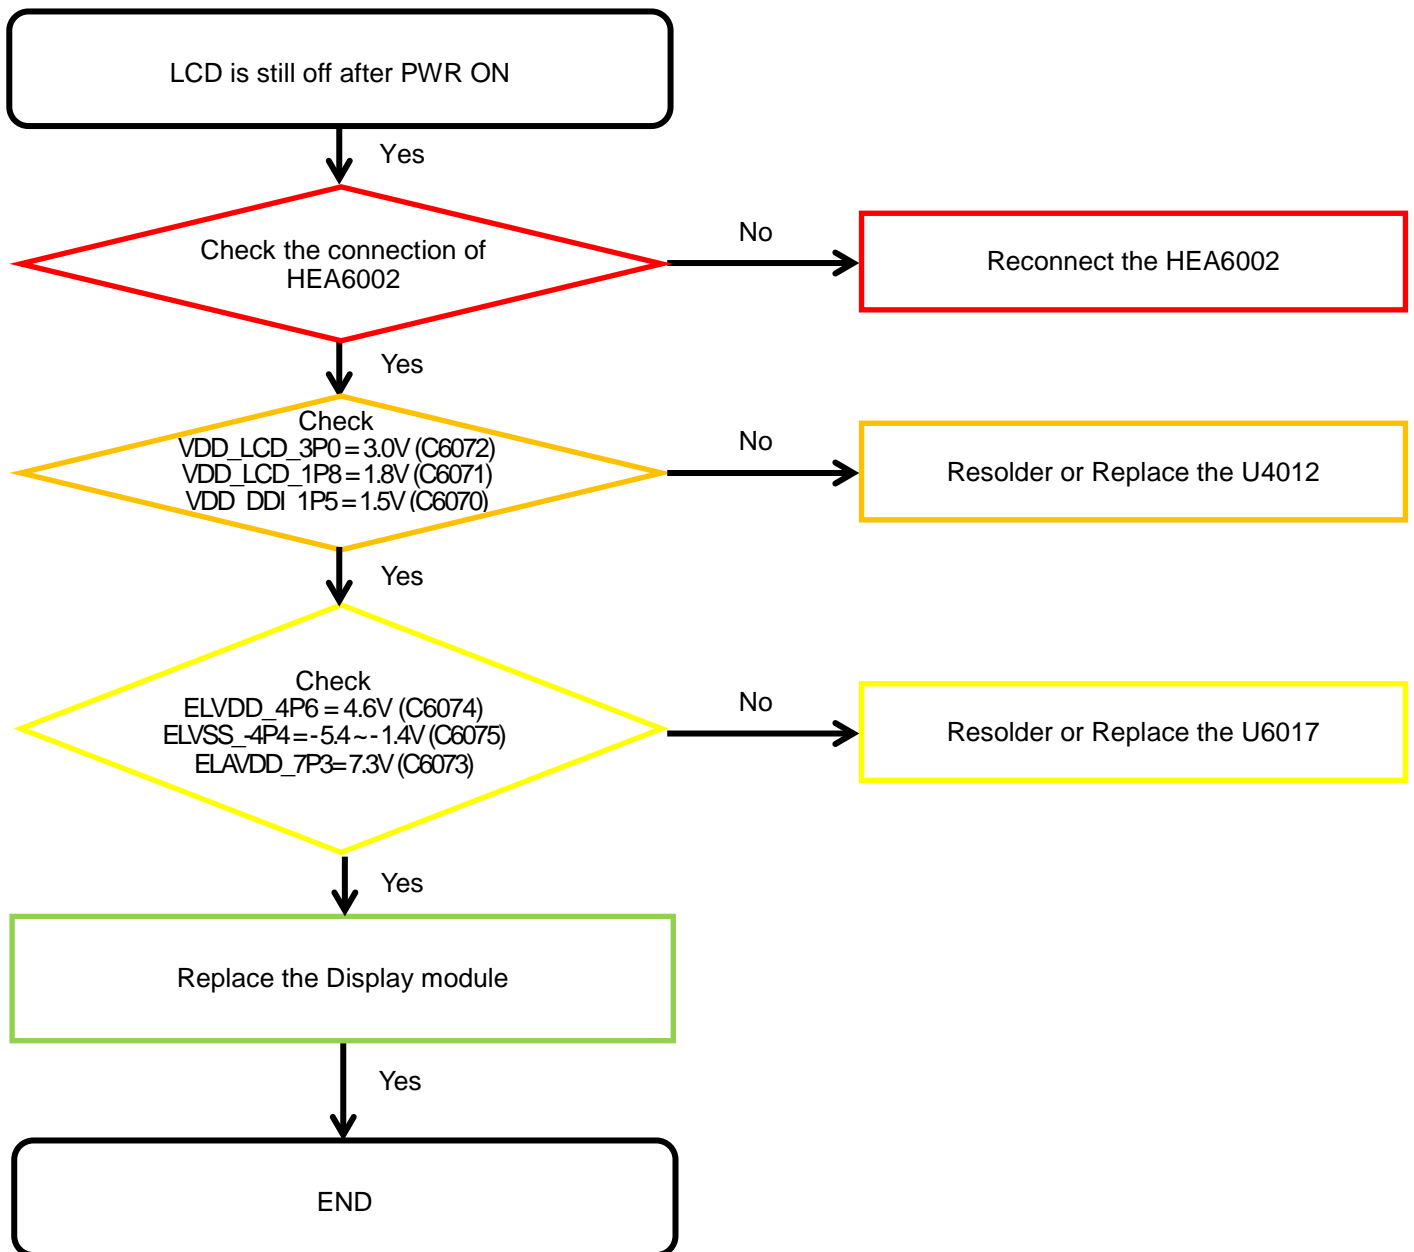 LCD is still off after PWR ON
Yes
Check the connection of
HEA6002
No
Reconnect the HEA6002
Yes
Check
VDD_LCD_3P0 = 3.0V (C6072)
VDD_LCD_1P8 = 1.8V (C6071)
VDD_DDI_1P5 = 1.5V (C6070)
No
Resolder or Replace the U4012
Yes
Check
ELVDD_4P6 = 4.6V (C6074)
ELVSS_-4P4 = -5.4 ~ -1.4V (C6075)
ELAVDD_7P3= 7.3V (C6073)
No
Resolder or Replace the U6017
Yes
Replace the Display module
Yes
END